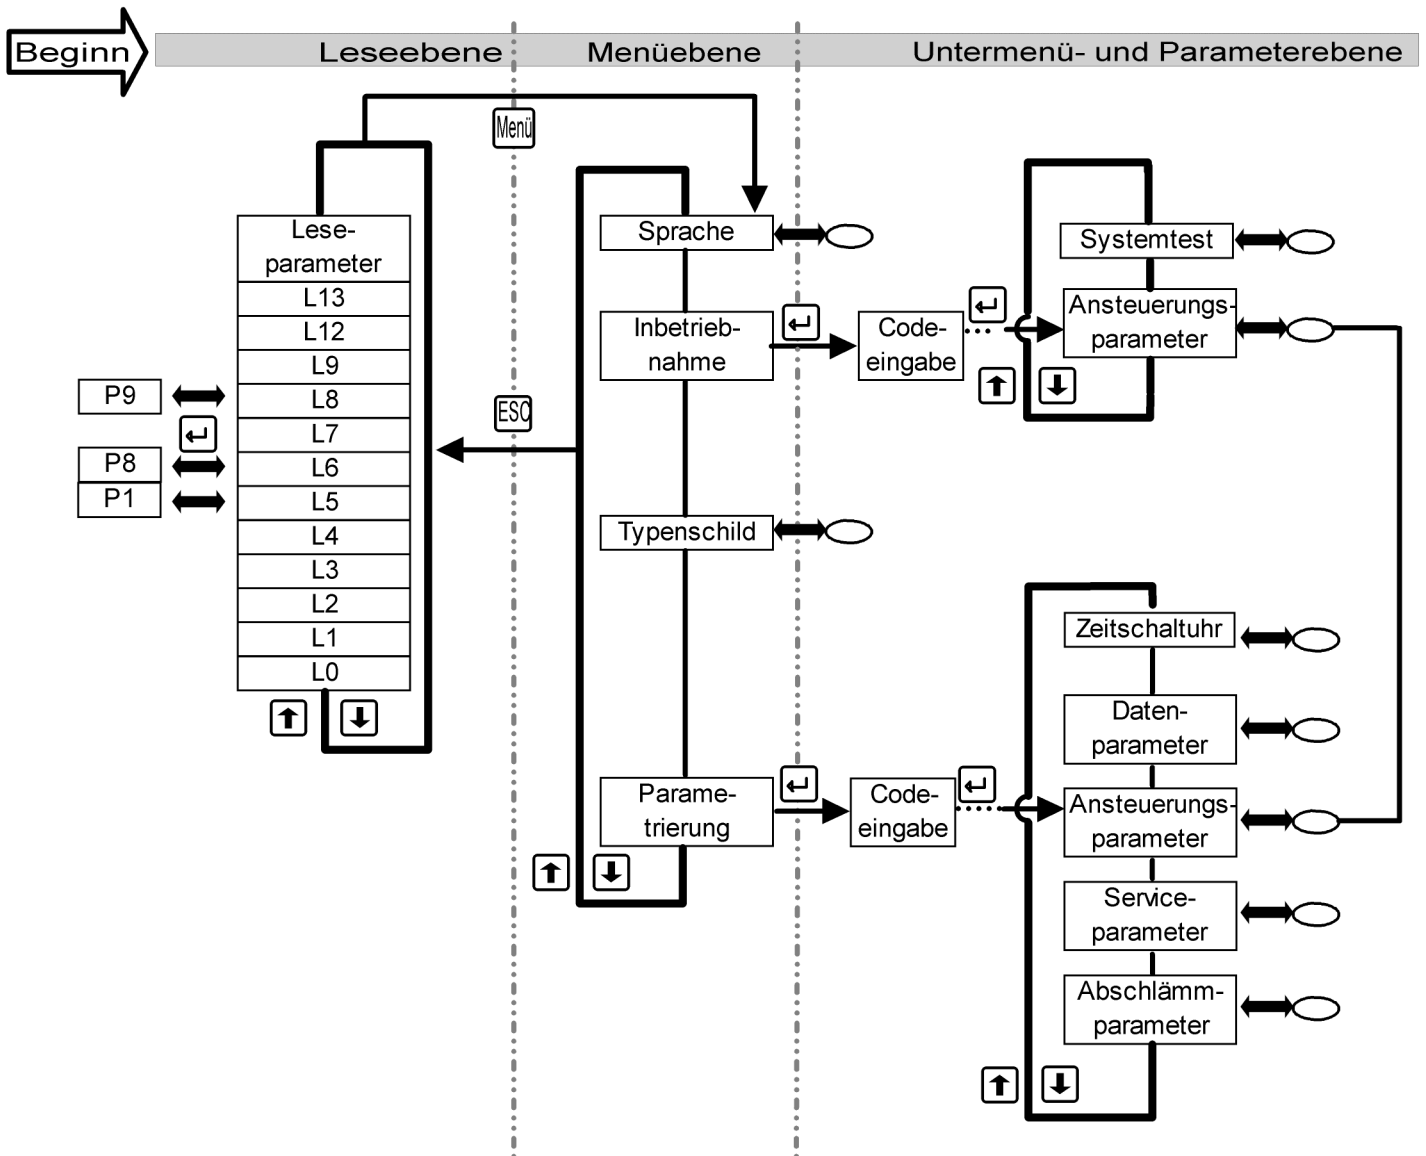 Beginn
Leseebene
Menüebene
Untermenü- und Parameterebene
Menü
Lese-
parameter
L13
L12
L9
L8
L7
L6
L5
L4
L3
L2
L1
L0
P9
P8
P1
ESC
Sprache
Inbetrieb-
nahme
Typenschild
Parame-
trierung
Code-
eingabe
Code-
eingabe
Systemtest
Ansteuerungs-
parameter
Zeitschaltuhr
Daten-
parameter
Ansteuerungs-
parameter
Service-
parameter
Abschlämm-
parameter